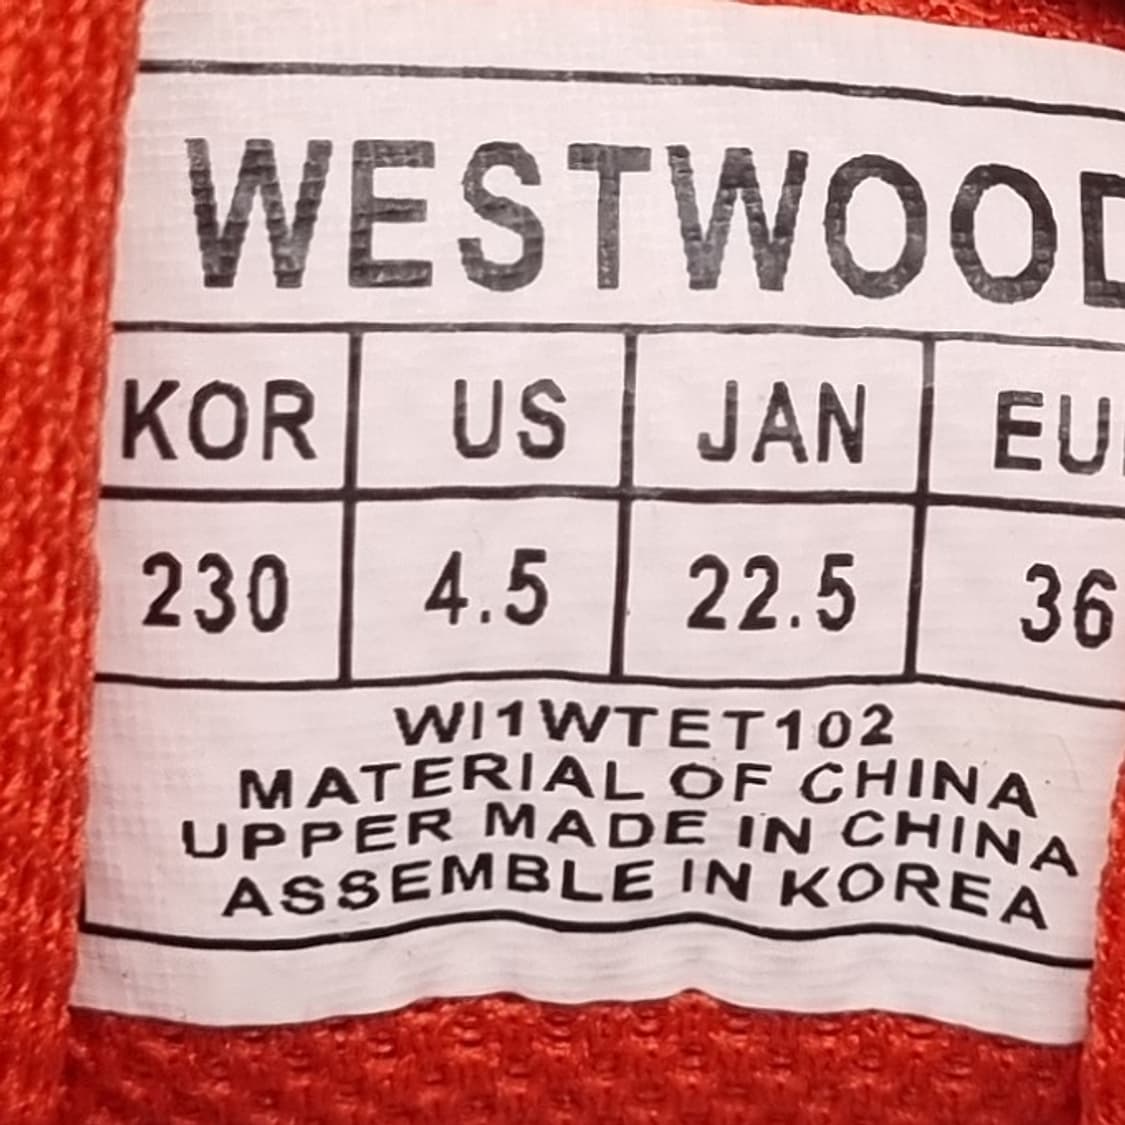 WESTWOOD
KOR US JAN EU
230 4.5 22.5 36
WI1WTET102
MATERIAL OF CHINA
UPPER MADE IN CHINA
ASSEMBLE IN KOREA